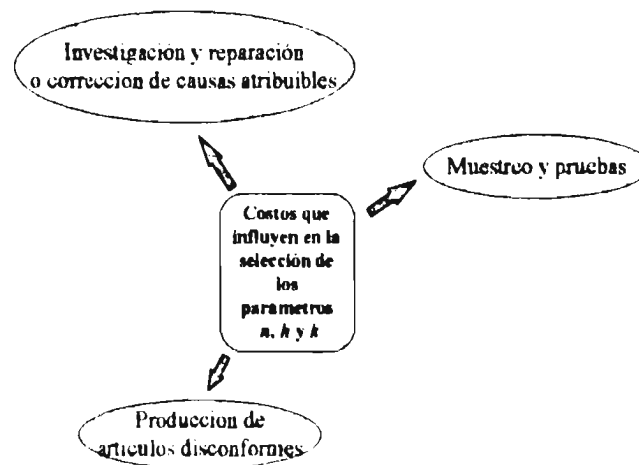 Investigación y reparación
o correccion de causas atribuibles
Muestreo y pruebas
Costos que
influyen en la
selección de
los
parametros
n, h y k
Produccion de
articulos disconformes